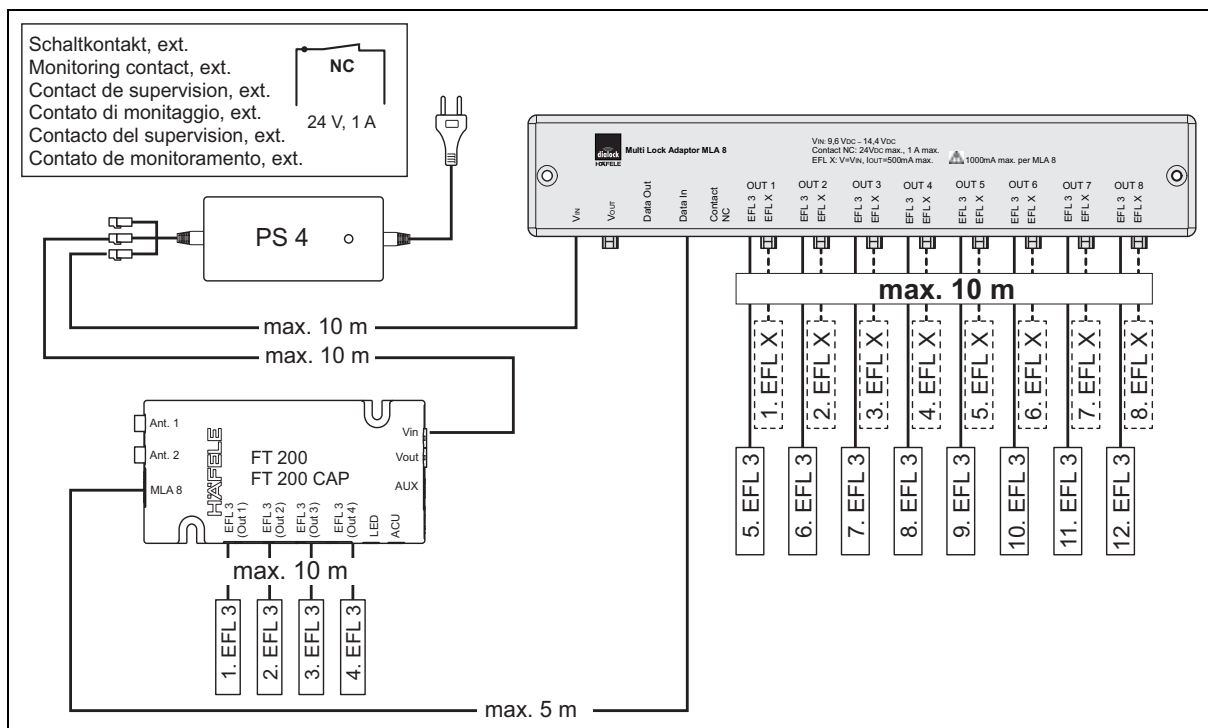 Schaltkontakt, ext.
Monitoring contact, ext.
Contact de supervision, ext.
Contato di monitaggio, ext.
Contacto del supervision, ext.
Contato de monitoramento, ext.
NC
24 V, 1 A
PS 4
dialock
HÄFELE
Multi Lock Adaptor MLA 8
VIN: 9,6 VDC – 14,4 VDC
Contact NC: 24VDC max., 1 A max.
EFL X: V=VIN, IOUT=500mA max.
1000mA max. per MLA 8
VIN
VOUT
Data Out
Data In
Contact
NC
OUT 1
EFL 3
EFL X
OUT 2
EFL 3
EFL X
OUT 3
EFL 3
EFL X
OUT 4
EFL 3
EFL X
OUT 5
EFL 3
EFL X
OUT 6
EFL 3
EFL X
OUT 7
EFL 3
EFL X
OUT 8
EFL 3
EFL X
max. 10 m
1. EFL X
2. EFL X
3. EFL X
4. EFL X
5. EFL X
6. EFL X
7. EFL X
8. EFL X
5. EFL 3
6. EFL 3
7. EFL 3
8. EFL 3
9. EFL 3
10. EFL 3
11. EFL 3
12. EFL 3
max. 10 m
max. 10 m
Ant. 1
Ant. 2
MLA 8
HÄFELE
FT 200
FT 200 CAP
Vin
Vout
AUX
EFL 3
(Out 1)
EFL 3
(Out 2)
EFL 3
(Out 3)
EFL 3
(Out 4)
LED
ACU
max. 10 m
1. EFL 3
2. EFL 3
3. EFL 3
4. EFL 3
max. 5 m